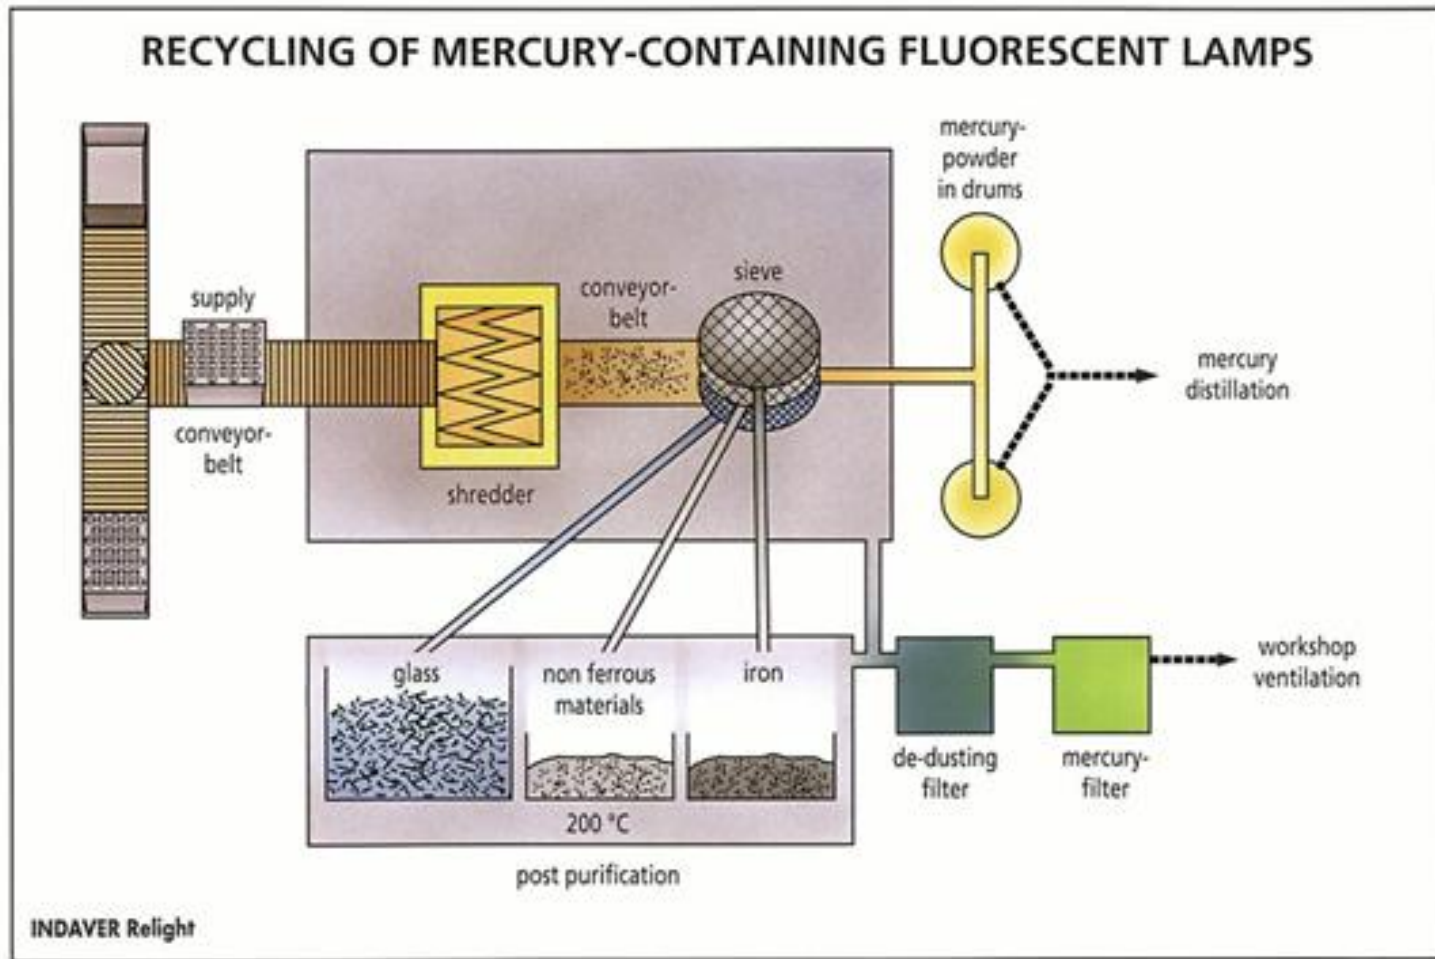 RECYCLING OF MERCURY-CONTAINING FLUORESCENT LAMPS
mercury-
powder
in drums
supply
conveyor-
belt
sieve
conveyor-
belt
shredder
mercury
distillation
glass
non ferrous
materials
iron
200 °C
post purification
de-dusting
filter
mercury-
filter
workshop
ventilation
INDAVER Relight